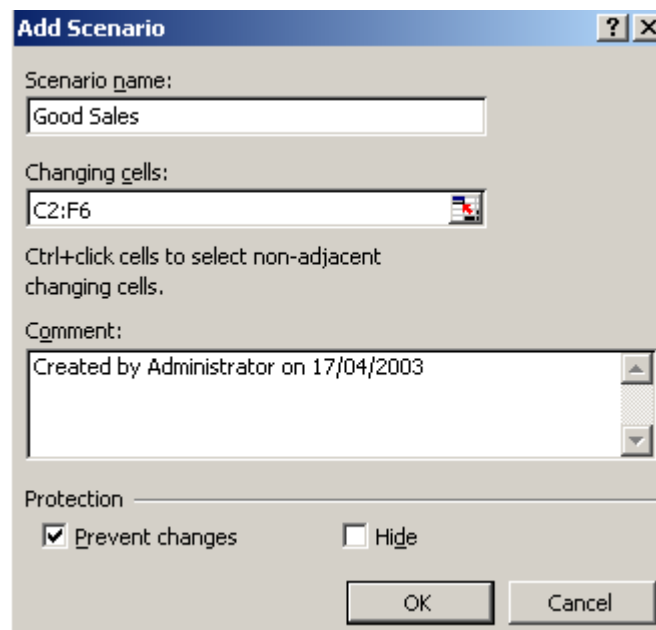 Add Scenario
Scenario name:
Good Sales
Changing cells:
C2:F6
Ctrl+click cells to select non-adjacent
changing cells.
Comment:
Created by Administrator on 17/04/2003
Protection
Prevent changes Hide
OK Cancel